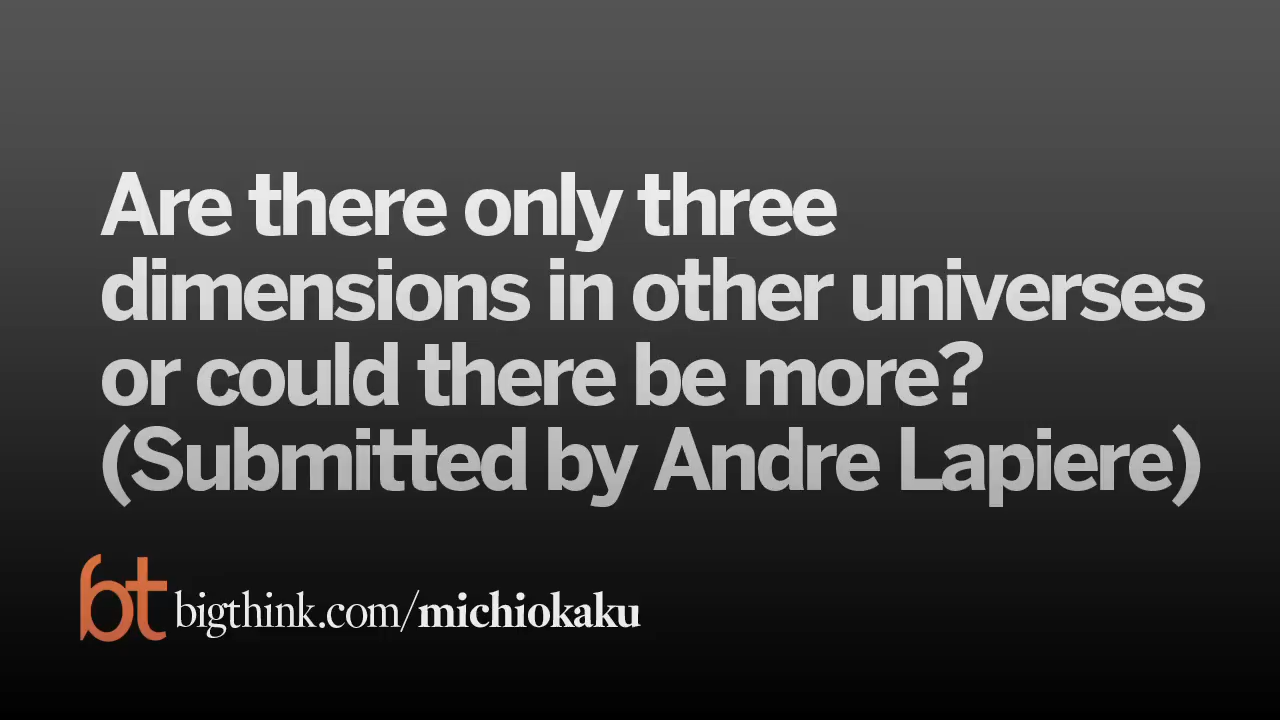 Are there only three
dimensions in other universes
or could there be more?
(Submitted by Andre Lapiere)
bt bigthink.com/michiokaku